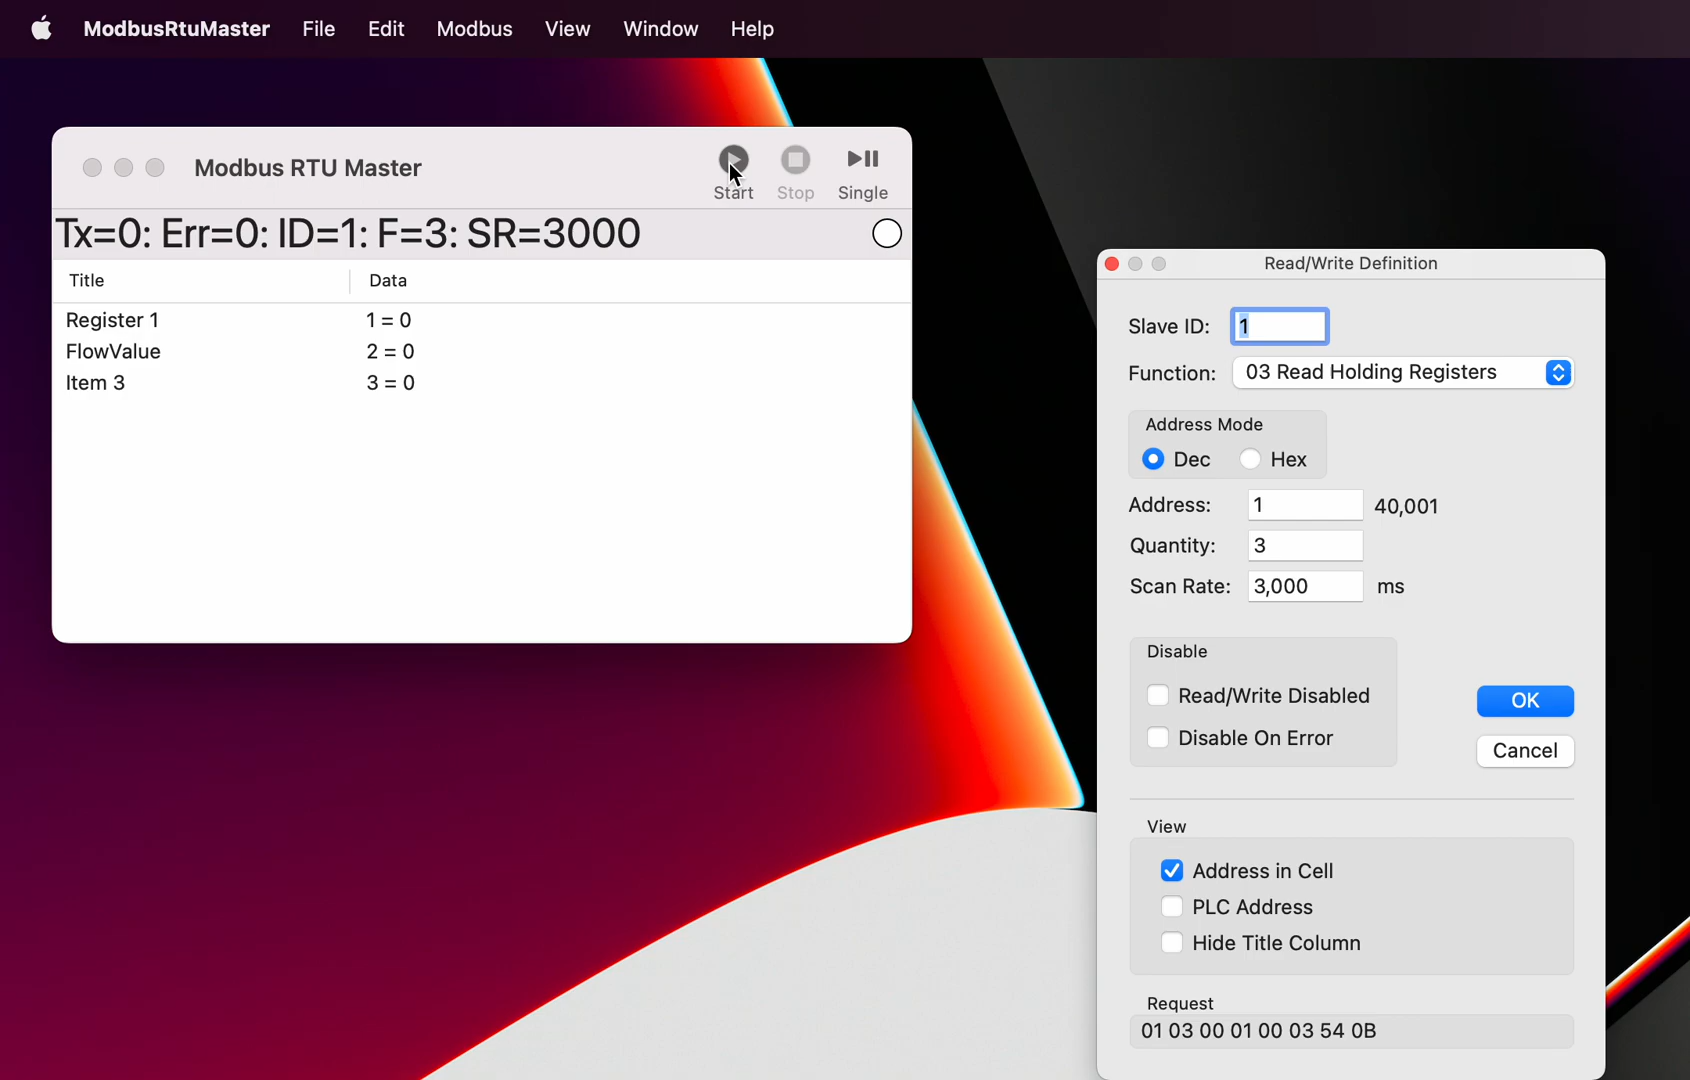 ModbusRtuMaster File Edit Modbus View Window Help
Modbus RTU Master
Start Stop Single
Tx=0: Err=0: ID=1: F=3: SR=3000
Title Data
Register 1 1 = 0
FlowValue 2 = 0
Item 3 3 = 0
Read/Write Definition
Slave ID: 1
Function: 03 Read Holding Registers
Address Mode
Dec Hex
Address: 1 40,001
Quantity: 3
Scan Rate: 3,000 ms
Disable
Read/Write Disabled
Disable On Error
OK
Cancel
View
Address in Cell
PLC Address
Hide Title Column
Request
01 03 00 01 00 03 54 0B